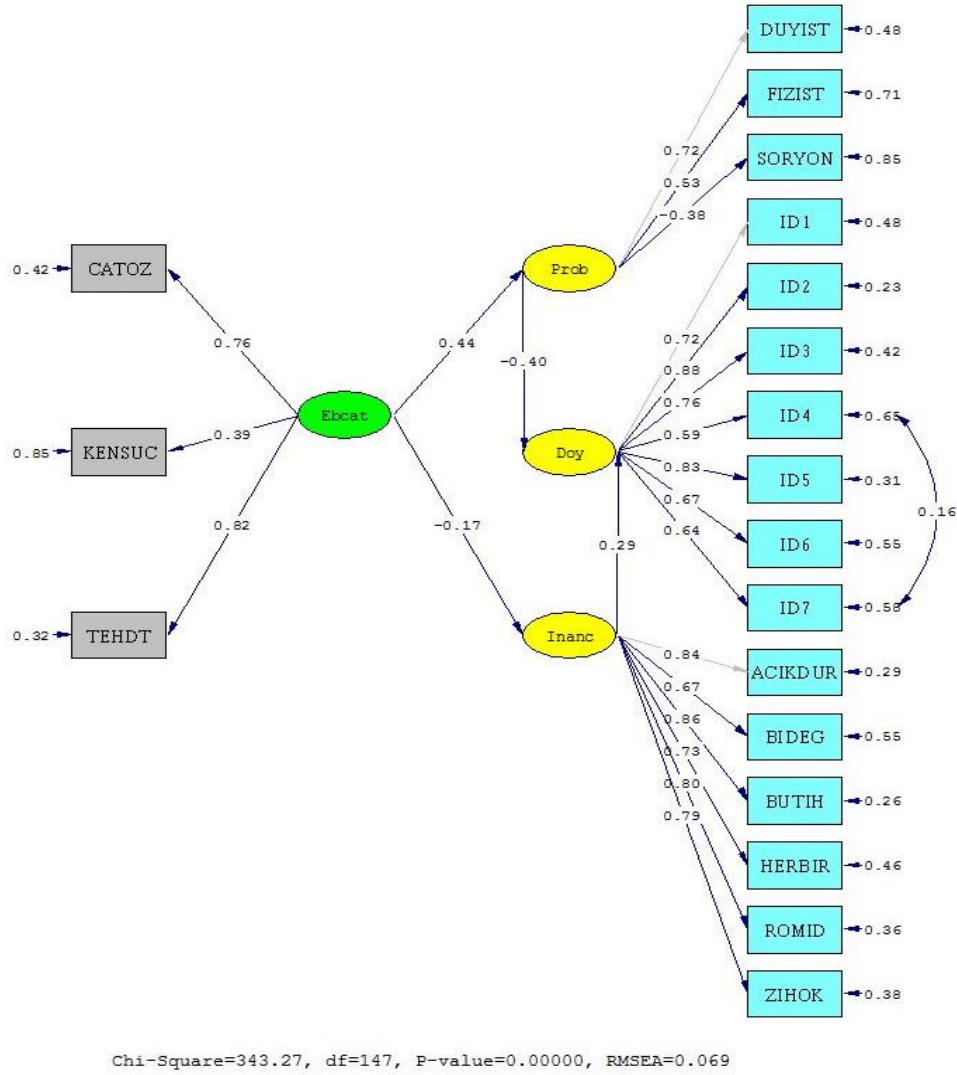 DUYIST
0.48
FIZIST
0.71
0.72
SORYON
0.85
0.53
-0.38
ID1
0.48
0.42
CATOZ
Prob
ID2
0.23
0.76
0.44
0.72
ID3
0.42
-0.40
0.88
0.76
Ebcat
ID4
0.65
0.59
0.85
KENSUC
0.39
Doy
0.83
ID5
0.31
0.67
0.16
0.82
-0.17
0.64
ID6
0.55
0.29
ID7
0.58
0.32
TEHDT
Inanc
0.84
ACIKDUR
0.29
0.67
0.86
BIDEG
0.55
0.73
0.80
BUTIH
0.26
0.79
HERBIR
0.46
ROMID
0.36
ZIHOK
0.38
Chi-Square=343.27, df=147, P-value=0.00000, RMSEA=0.069